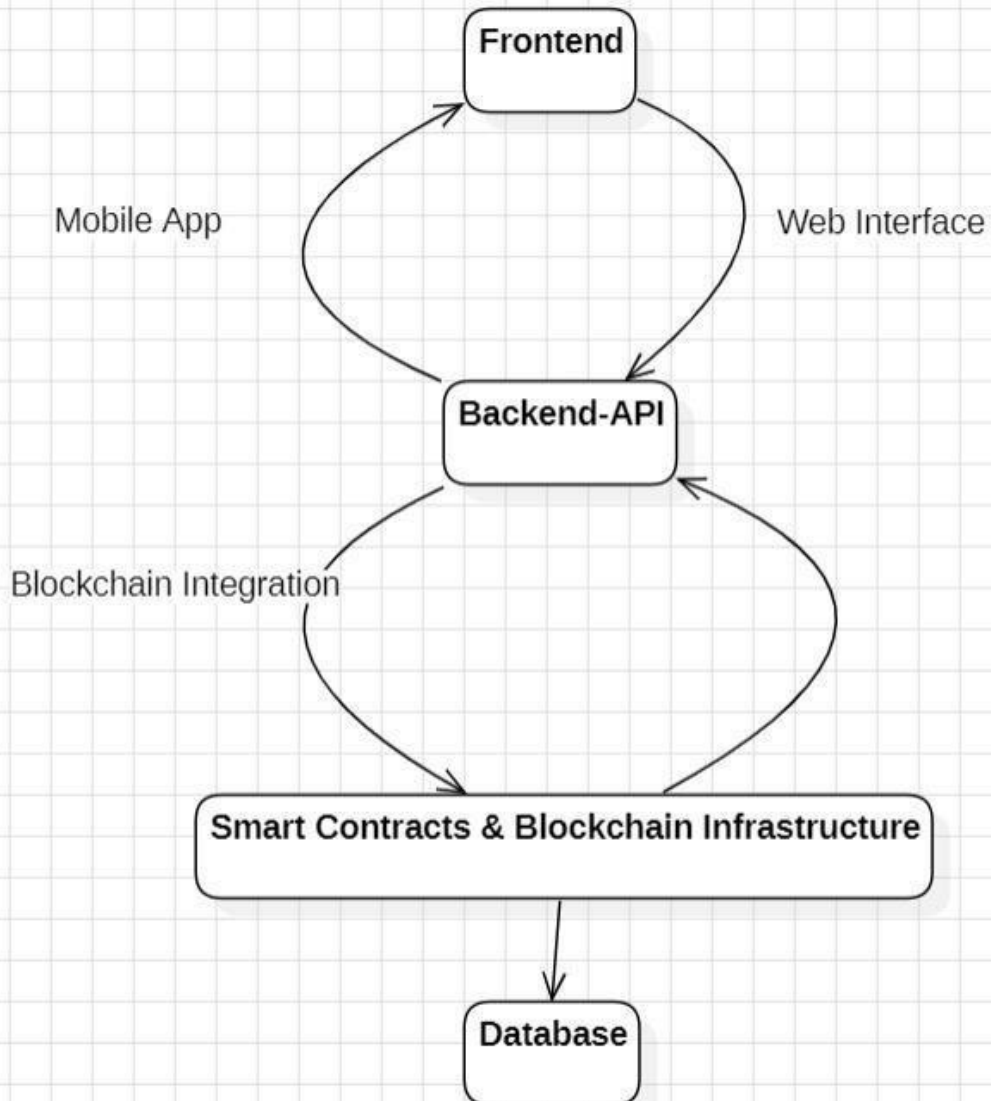 Frontend
Mobile App
Web Interface
Backend-API
Blockchain Integration
Smart Contracts & Blockchain Infrastructure
Database